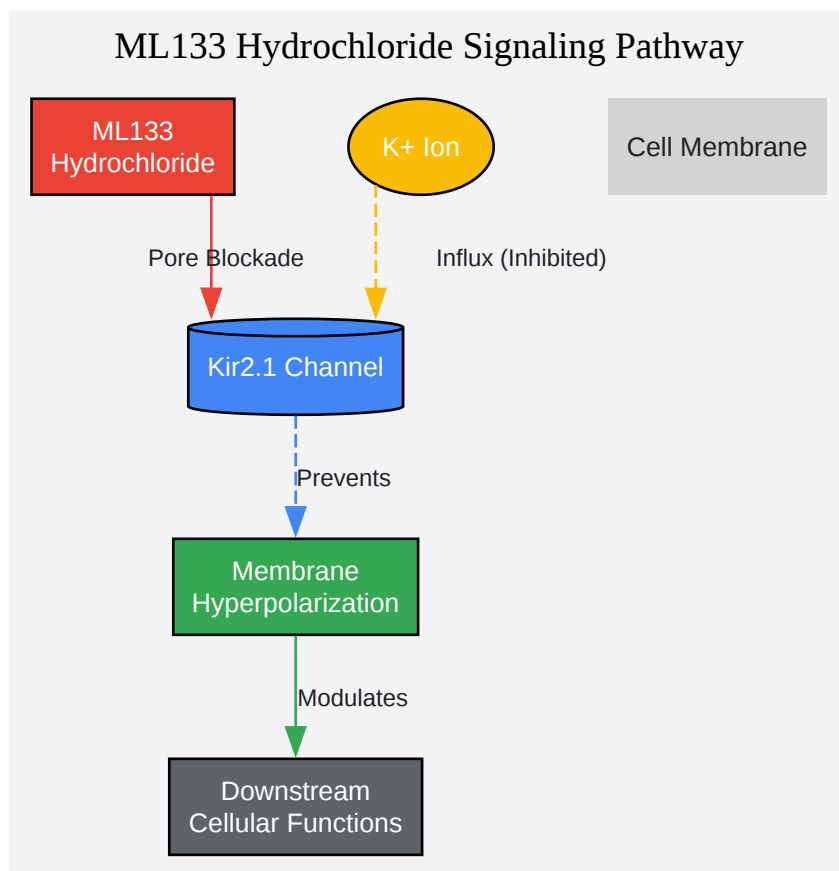 ML133 Hydrochloride Signaling Pathway
ML133
Hydrochloride
K+ Ion
Cell Membrane
Pore Blockade
Influx (Inhibited)
Kir2.1 Channel
Prevents
Membrane
Hyperpolarization
Modulates
Downstream
Cellular Functions